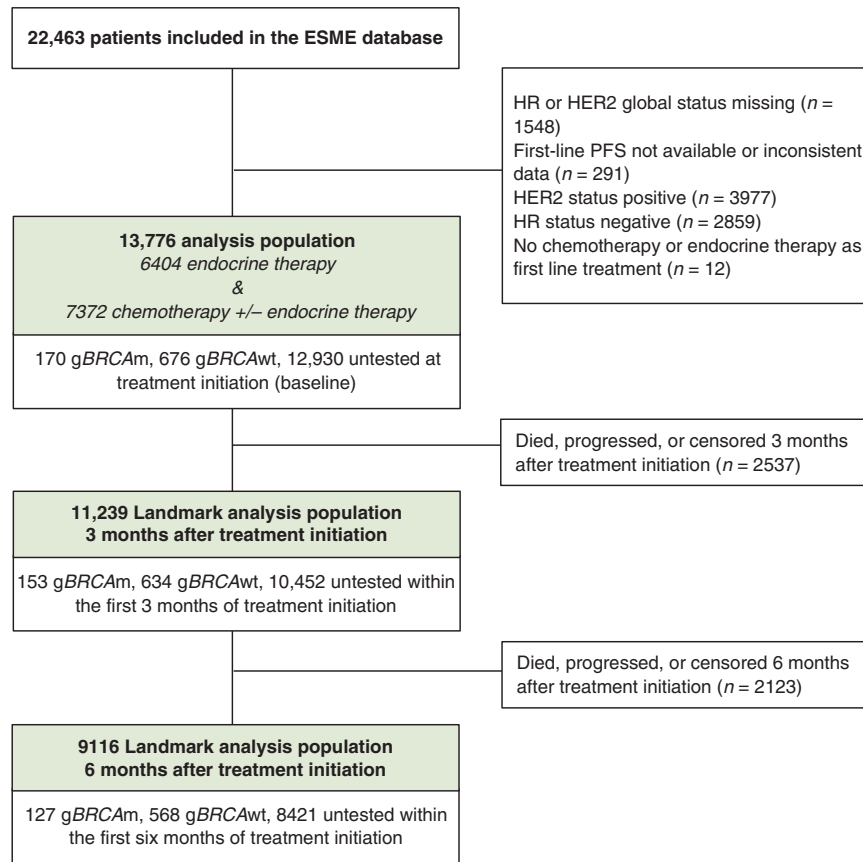 22,463 patients included in the ESME database
HR or HER2 global status missing (n =
1548)
First-line PFS not available or inconsistent
data (n = 291)
HER2 status positive (n = 3977)
HR status negative (n = 2859)
No chemotherapy or endocrine therapy as
first line treatment (n = 12)
13,776 analysis population
6404 endocrine therapy
&
7372 chemotherapy +/– endocrine therapy
170 gBRCAm, 676 gBRCAwt, 12,930 untested at
treatment initiation (baseline)
Died, progressed, or censored 3 months
after treatment initiation (n = 2537)
11,239 Landmark analysis population
3 months after treatment initiation
153 gBRCAm, 634 gBRCAwt, 10,452 untested within
the first 3 months of treatment initiation
Died, progressed, or censored 6 months
after treatment initiation (n = 2123)
9116 Landmark analysis population
6 months after treatment initiation
127 gBRCAm, 568 gBRCAwt, 8421 untested within
the first six months of treatment initiation